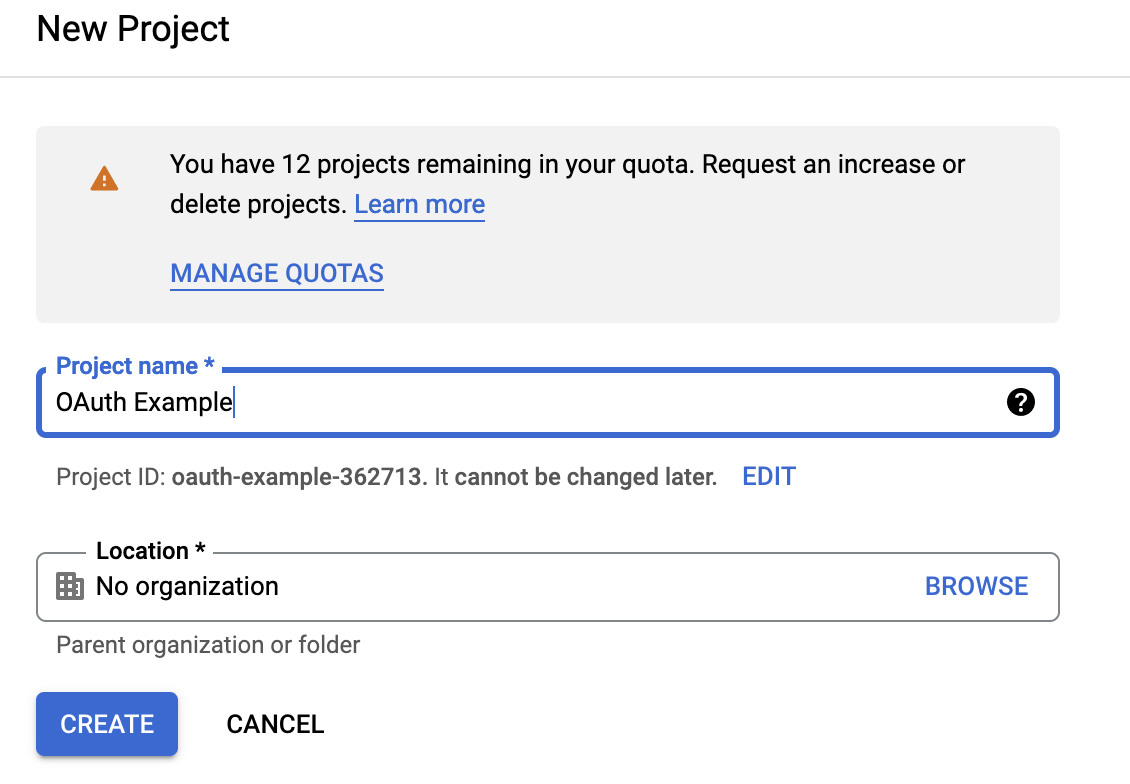 New Project
You have 12 projects remaining in your quota. Request an increase or
delete projects. Learn more
MANAGE QUOTAS
Project name *
OAuth Example
Project ID: oauth-example-362713. It cannot be changed later. EDIT
Location *
No organization BROWSE
Parent organization or folder
CREATE CANCEL